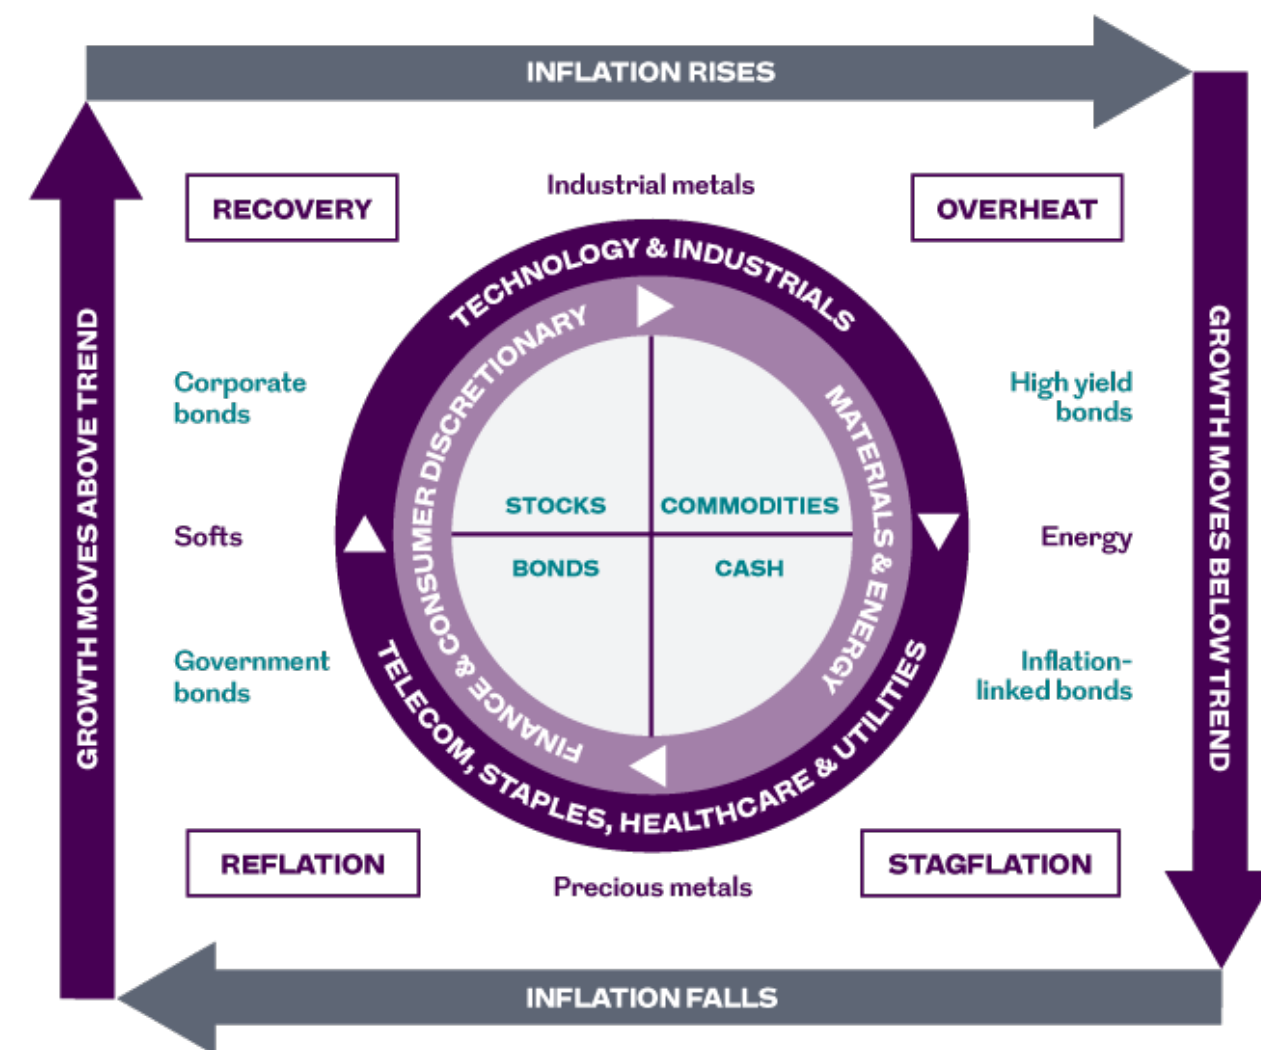 INFLATION RISES
RECOVERY
Industrial metals
OVERHEAT
TECHNOLOGY & INDUSTRIALS
GROWTH MOVES ABOVE TREND
GROWTH MOVES BELOW TREND
Corporate
bonds
FINANCE & CONSUMER DISCRETIONARY
MATERIALS & ENERGY
High yield
bonds
STOCKS
COMMODITIES
Softs
Energy
BONDS
CASH
Government
bonds
Inflation-
linked bonds
TELECOM, STAPLES, HEALTHCARE & UTILITIES
REFLATION
Precious metals
STAGFLATION
INFLATION FALLS